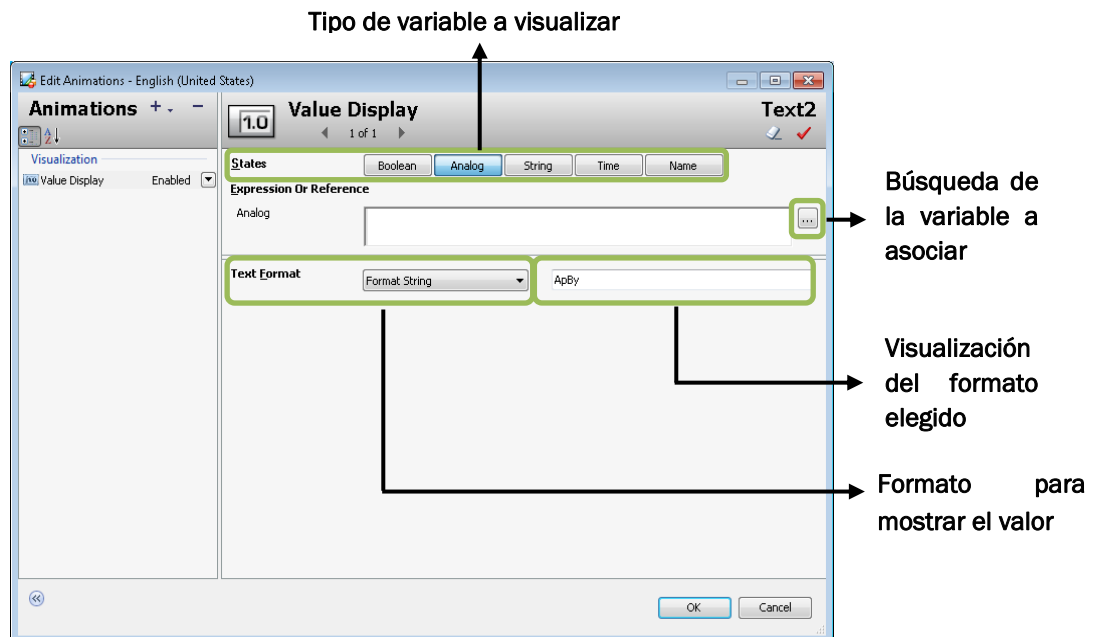 Tipo de variable a visualizar
Edit Animations - English (United States)
Animations + -
Value Display
Text2
1.0
1 of 1
A
Z
Visualization
Value Display Enabled
States
Boolean Analog String Time Name
Expression Or Reference
Analog
...
Text Format
Format String
ApBy
Búsqueda de
la variable a
asociar
Visualización
del formato
elegido
Formato para
mostrar el valor
OK Cancel